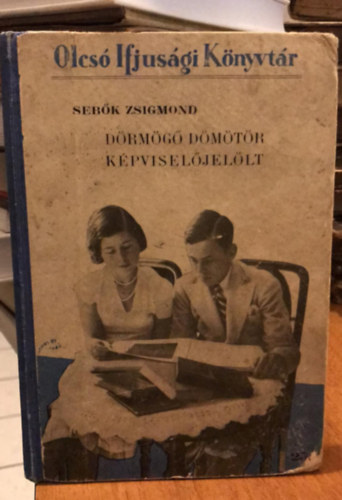 Olcsó Ifjusági Könyvtár
SEBŐK ZSIGMOND
DÖRMÖGŐ DÖMÖTÖR
KÉPVISELŐJELÖLT